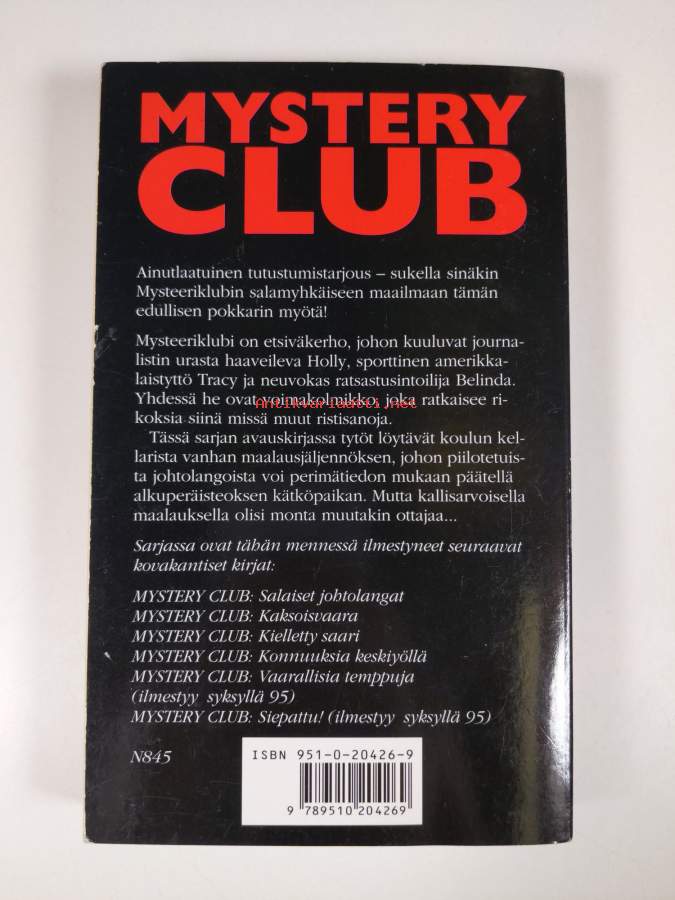 MYSTERY
CLUB
Ainutlaatuinen tutustumistarjous – sukella sinäkin
Mysteeriklubin salamyhkäiseen maailmaan tämän
edullisen pokkarin myötä!
Mysteeriklubi on etsiväkerho, johon kuuluvat journa-
listin urasta haaveileva Holly, sporttinen amerikka-
laistyttö Tracy ja neuvokas ratsastusintoilija Belinda.
Yhdessä he ovat voimakolmikko, joka ratkaisee ri-
Antikvariaatti.net
koksia siinä missä muut ristisanoja.
Tässä sarjan avauskirjassa tytöt löytävät koulun kel-
larista vanhan maalausjäljennöksen, johon piilotetuis-
ta johtolangoista voi perimätiedon mukaan päätellä
alkuperäisteoksen kätköpaikan. Mutta kallisarvoisella
maalauksella olisi monta muutakin ottajaa...
Sarjassa ovat tähän mennessä ilmestyneet seuraavat
kovakantiset kirjat:
MYSTERY CLUB: Salaiset johtolangat
MYSTERY CLUB: Kaksoisvaara
MYSTERY CLUB: Kielletty saari
MYSTERY CLUB: Konnuuksia keskiyöllä
MYSTERY CLUB: Vaarallisia temppuja
(ilmestyy syksyllä 95)
MYSTERY CLUB: Siepattu! (ilmestyy syksyllä 95)
N845
ISBN 951-0-20426-9
9 789510 204269